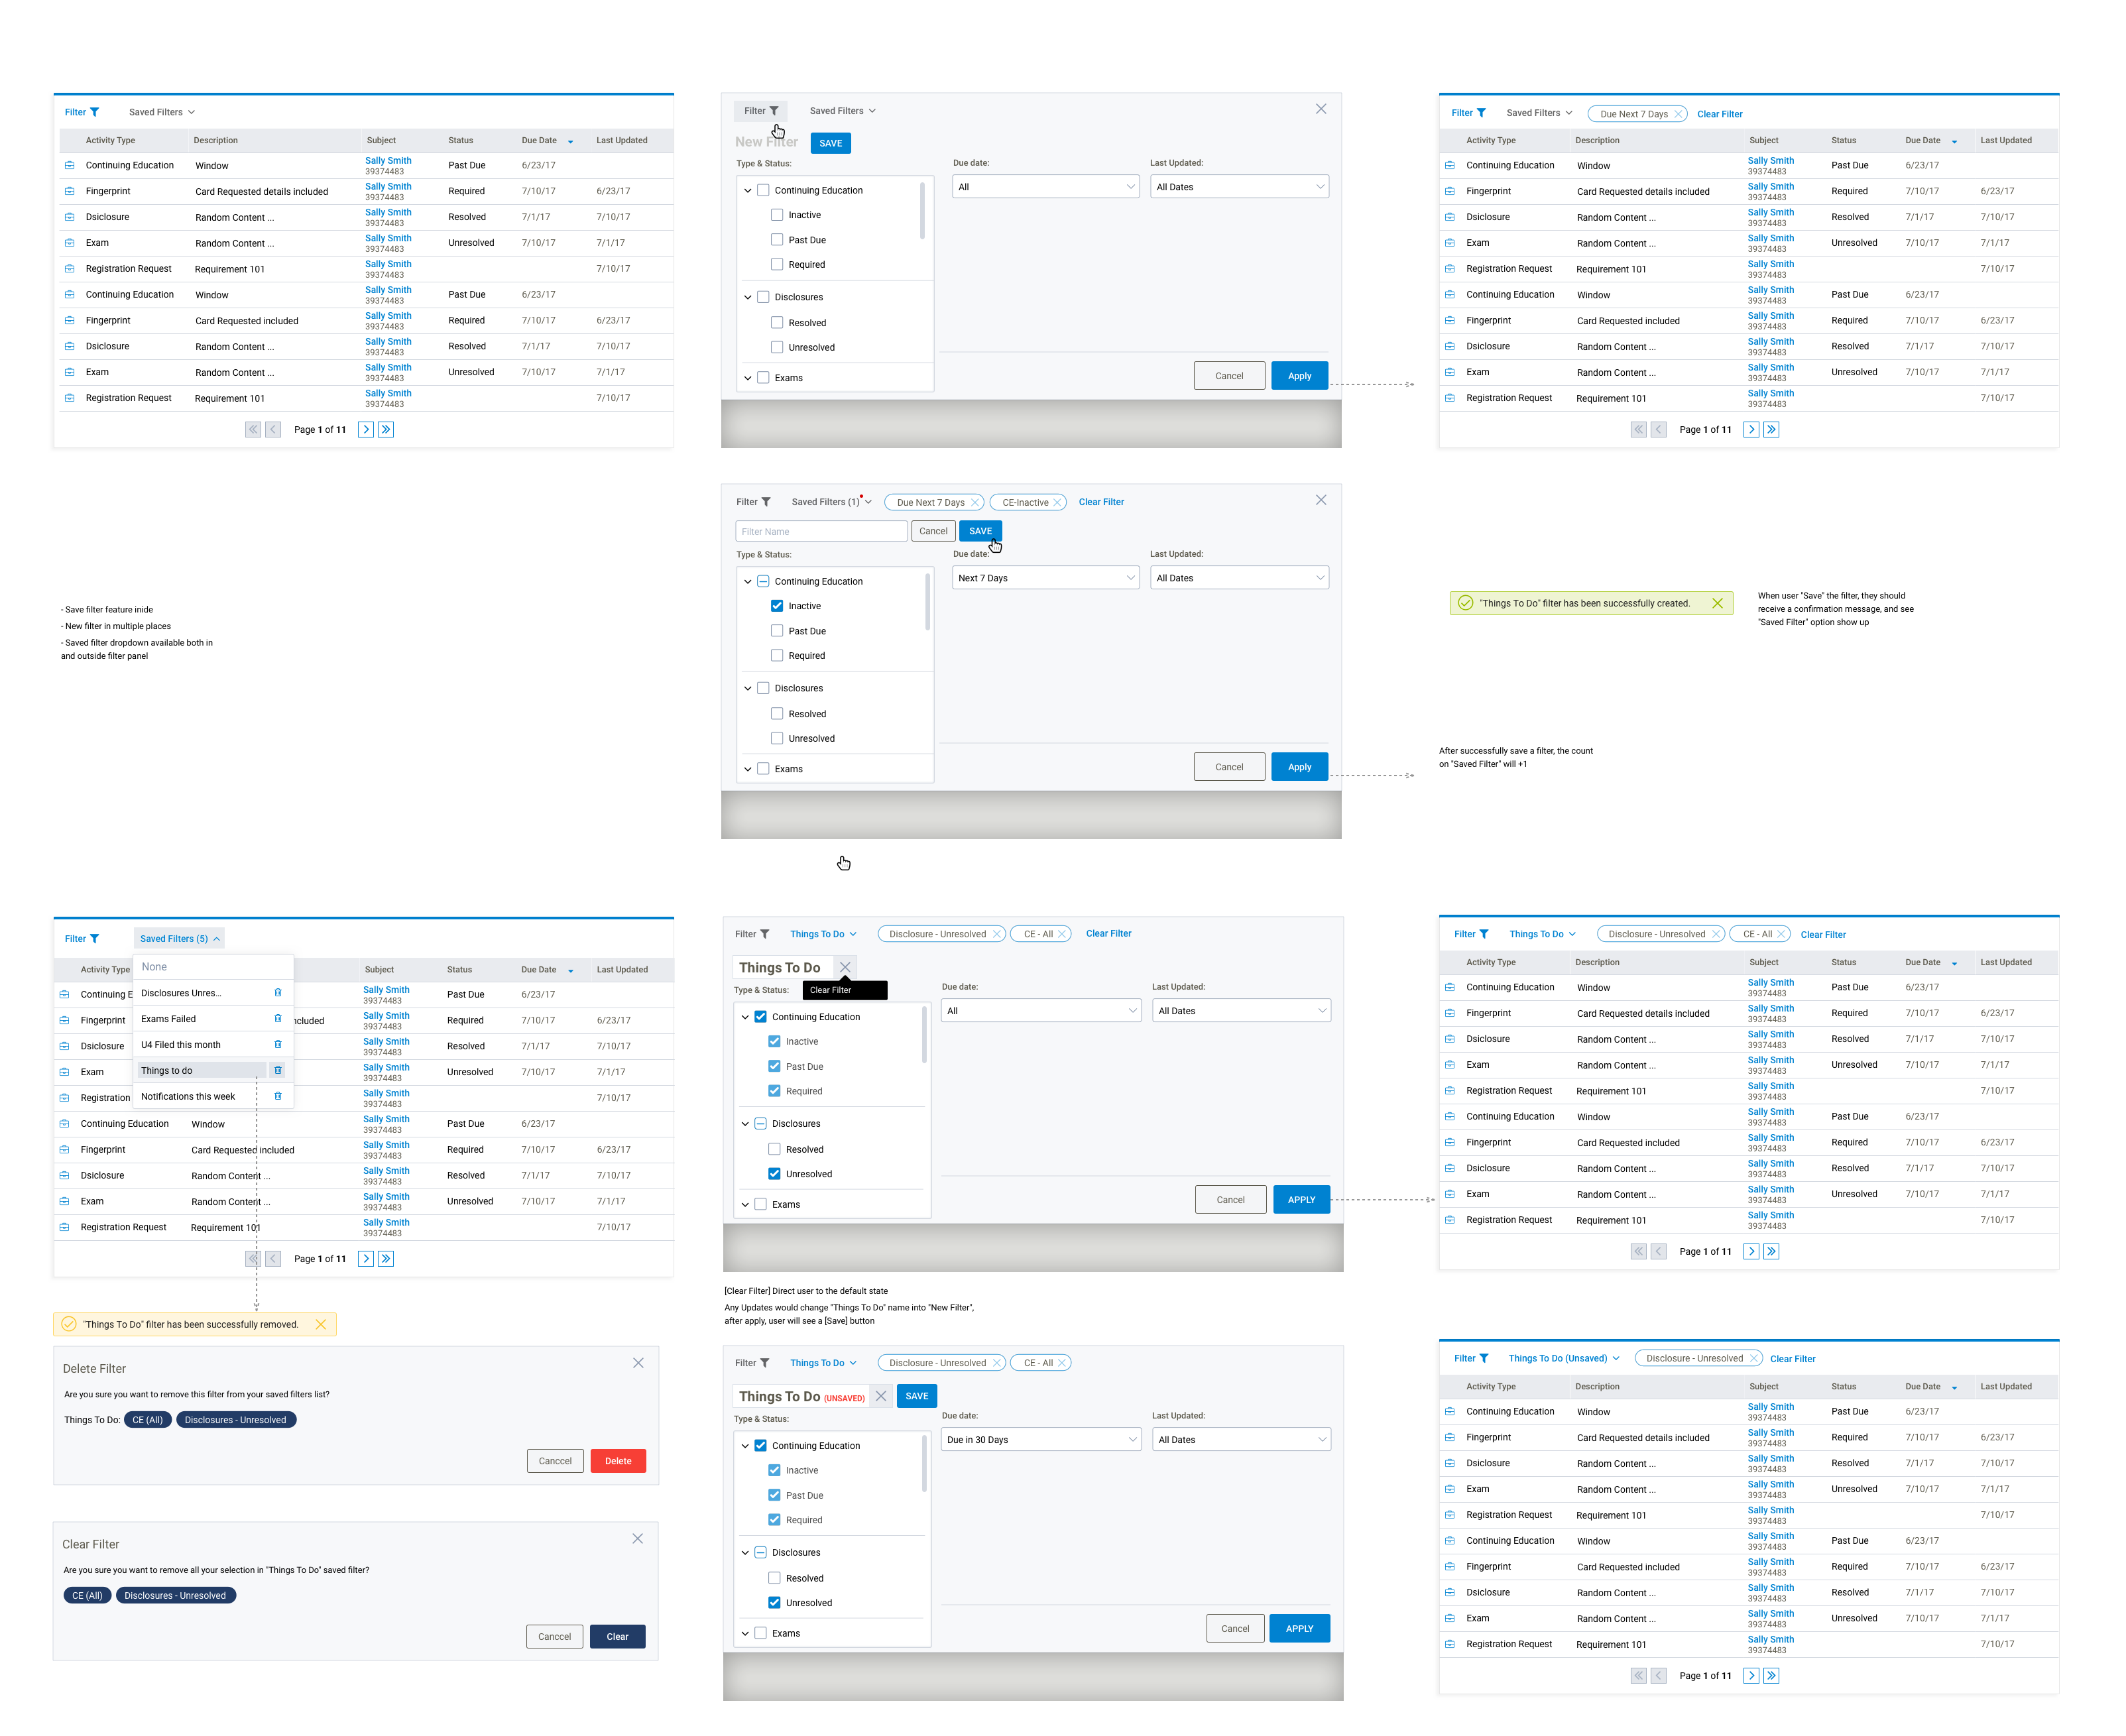 Filter Saved Filters
Activity Type Description Subject Status Due Date Last Updated
Continuing Education Window Sally Smith 39374483 Past Due 6/23/17
Fingerprint Card Requested details included Sally Smith 39374483 Required 7/10/17 6/23/17
Dsiclosure Random Content ... Sally Smith 39374483 Resolved 7/1/17 7/10/17
Exam Random Content ... Sally Smith 39374483 Unresolved 7/10/17 7/1/17
Registration Request Requirement 101 Sally Smith 39374483 7/10/17
Continuing Education Window Sally Smith 39374483 Past Due 6/23/17
Fingerprint Card Requested included Sally Smith 39374483 Required 7/10/17 6/23/17
Dsiclosure Random Content ... Sally Smith 39374483 Resolved 7/1/17 7/10/17
Exam Random Content ... Sally Smith 39374483 Unresolved 7/10/17 7/1/17
Registration Request Requirement 101 Sally Smith 39374483 7/10/17
Page 1 of 11
Filter Saved Filters
New Filter SAVE
Type & Status: Due date: Last Updated:
Continuing Education All All Dates
Inactive
Past Due
Required
Disclosures
Resolved
Unresolved
Exams
Cancel Apply
Filter Saved Filters Due Next 7 Days Clear Filter
Activity Type Description Subject Status Due Date Last Updated
Continuing Education Window Sally Smith 39374483 Past Due 6/23/17
Fingerprint Card Requested details included Sally Smith 39374483 Required 7/10/17 6/23/17
Dsiclosure Random Content ... Sally Smith 39374483 Resolved 7/1/17 7/10/17
Exam Random Content ... Sally Smith 39374483 Unresolved 7/10/17 7/1/17
Registration Request Requirement 101 Sally Smith 39374483 7/10/17
Continuing Education Window Sally Smith 39374483 Past Due 6/23/17
Fingerprint Card Requested included Sally Smith 39374483 Required 7/10/17 6/23/17
Dsiclosure Random Content ... Sally Smith 39374483 Resolved 7/1/17 7/10/17
Exam Random Content ... Sally Smith 39374483 Unresolved 7/10/17 7/1/17
Registration Request Requirement 101 Sally Smith 39374483 7/10/17
Page 1 of 11
- Save filter feature inide
- New filter in multiple places
- Saved filter dropdown available both in
and outside filter panel
Filter Saved Filters (1) Due Next 7 Days CE-Inactive Clear Filter
Filter Name Cancel SAVE
Type & Status: Due date: Last Updated:
Continuing Education Next 7 Days All Dates
Inactive
Past Due
Required
Disclosures
Resolved
Unresolved
Exams
Cancel Apply
"Things To Do" filter has been successfully created.
When user "Save" the filter, they should
receive a confirmation message, and see
"Saved Filter" option show up
After successfully save a filter, the count
on "Saved Filter" will +1
Filter Saved Filters (5)
None
Disclosures Unres...
Exams Failed
U4 Filed this month
Things to do
Notifications this week
Activity Type Subject Status Due Date Last Updated
Continuing E Sally Smith 39374483 Past Due 6/23/17
Fingerprint ncluded Sally Smith 39374483 Required 7/10/17 6/23/17
Dsiclosure Sally Smith 39374483 Resolved 7/1/17 7/10/17
Exam Sally Smith 39374483 Unresolved 7/10/17 7/1/17
Registration Sally Smith 39374483 7/10/17
Continuing Education Window Sally Smith 39374483 Past Due 6/23/17
Fingerprint Card Requested included Sally Smith 39374483 Required 7/10/17 6/23/17
Dsiclosure Random Content ... Sally Smith 39374483 Resolved 7/1/17 7/10/17
Exam Random Content ... Sally Smith 39374483 Unresolved 7/10/17 7/1/17
Registration Request Requirement 101 Sally Smith 39374483 7/10/17
Page 1 of 11
"Things To Do" filter has been successfully removed.
Delete Filter
Are you sure you want to remove this filter from your saved filters list?
Things To Do: CE (All) Disclosures - Unresolved
Canccel Delete
Clear Filter
Are you sure you want to remove all your selection in "Things To Do" saved filter?
CE (All) Disclosures - Unresolved
Canccel Clear
Filter Things To Do Disclosure - Unresolved CE - All Clear Filter
Things To Do
Clear Filter
Type & Status: Due date: Last Updated:
Continuing Education All All Dates
Inactive
Past Due
Required
Disclosures
Resolved
Unresolved
Exams
Cancel APPLY
[Clear Filter] Direct user to the default state
Any Updates would change "Things To Do" name into "New Filter",
after apply, user will see a [Save] button
Filter Things To Do Disclosure - Unresolved CE - All
Things To Do (UNSAVED) SAVE
Type & Status: Due date: Last Updated:
Continuing Education Due in 30 Days All Dates
Inactive
Past Due
Required
Disclosures
Resolved
Unresolved
Exams
Cancel APPLY
Filter Things To Do Disclosure - Unresolved CE - All Clear Filter
Activity Type Description Subject Status Due Date Last Updated
Continuing Education Window Sally Smith 39374483 Past Due 6/23/17
Fingerprint Card Requested details included Sally Smith 39374483 Required 7/10/17 6/23/17
Dsiclosure Random Content ... Sally Smith 39374483 Resolved 7/1/17 7/10/17
Exam Random Content ... Sally Smith 39374483 Unresolved 7/10/17 7/1/17
Registration Request Requirement 101 Sally Smith 39374483 7/10/17
Continuing Education Window Sally Smith 39374483 Past Due 6/23/17
Fingerprint Card Requested included Sally Smith 39374483 Required 7/10/17 6/23/17
Dsiclosure Random Content ... Sally Smith 39374483 Resolved 7/1/17 7/10/17
Exam Random Content ... Sally Smith 39374483 Unresolved 7/10/17 7/1/17
Registration Request Requirement 101 Sally Smith 39374483 7/10/17
Page 1 of 11
Filter Things To Do (Unsaved) Disclosure - Unresolved Clear Filter
Activity Type Description Subject Status Due Date Last Updated
Continuing Education Window Sally Smith 39374483 Past Due 6/23/17
Fingerprint Card Requested details included Sally Smith 39374483 Required 7/10/17 6/23/17
Dsiclosure Random Content ... Sally Smith 39374483 Resolved 7/1/17 7/10/17
Exam Random Content ... Sally Smith 39374483 Unresolved 7/10/17 7/1/17
Registration Request Requirement 101 Sally Smith 39374483 7/10/17
Continuing Education Window Sally Smith 39374483 Past Due 6/23/17
Fingerprint Card Requested included Sally Smith 39374483 Required 7/10/17 6/23/17
Dsiclosure Random Content ... Sally Smith 39374483 Resolved 7/1/17 7/10/17
Exam Random Content ... Sally Smith 39374483 Unresolved 7/10/17 7/1/17
Registration Request Requirement 101 Sally Smith 39374483 7/10/17
Page 1 of 11